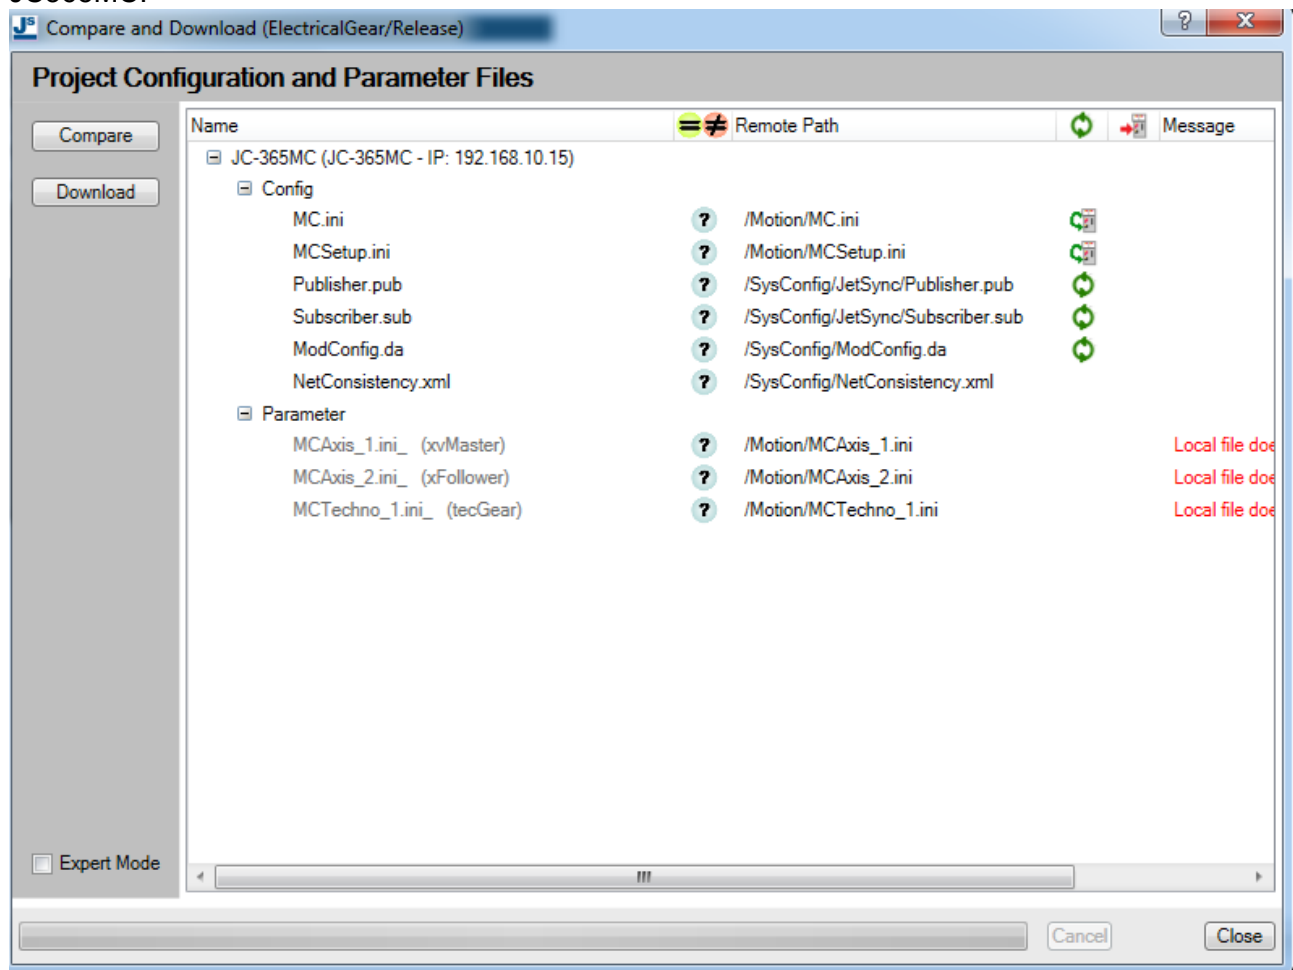 Compare and Download (ElectricalGear/Release)
Project Configuration and Parameter Files
Compare
Download
Name Remote Path Message
JC-365MC (JC-365MC - IP: 192.168.10.15)
Config
MC.ini ? /Motion/MC.ini
MCSetup.ini ? /Motion/MCSetup.ini
Publisher.pub ? /SysConfig/JetSync/Publisher.pub
Subscriber.sub ? /SysConfig/JetSync/Subscriber.sub
ModConfig.da ? /SysConfig/ModConfig.da
NetConsistency.xml ? /SysConfig/NetConsistency.xml
Parameter
MCAxis_1.ini_ (xvMaster) ? /Motion/MCAxis_1.ini Local file doe
MCAxis_2.ini_ (xFollower) ? /Motion/MCAxis_2.ini Local file doe
MCTechno_1.ini_ (tecGear) ? /Motion/MCTechno_1.ini Local file doe
Expert Mode
Cancel Close